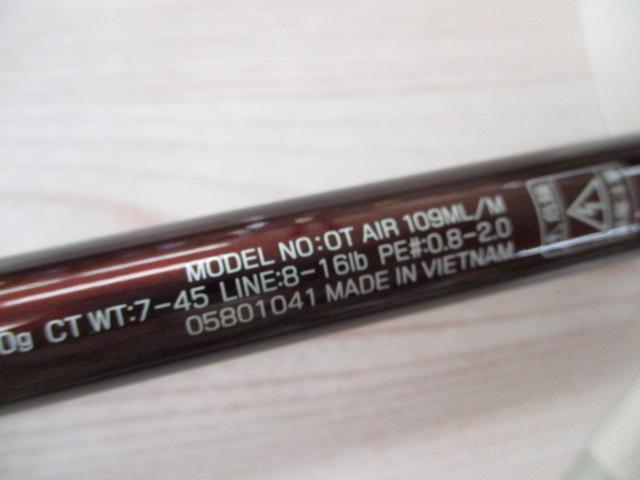 MODEL NO:OT AIR 109ML/M
0g CT WT:7-45 LINE:8-16lb PE#:0.8-2.0
05801041 MADE IN VIETNAM